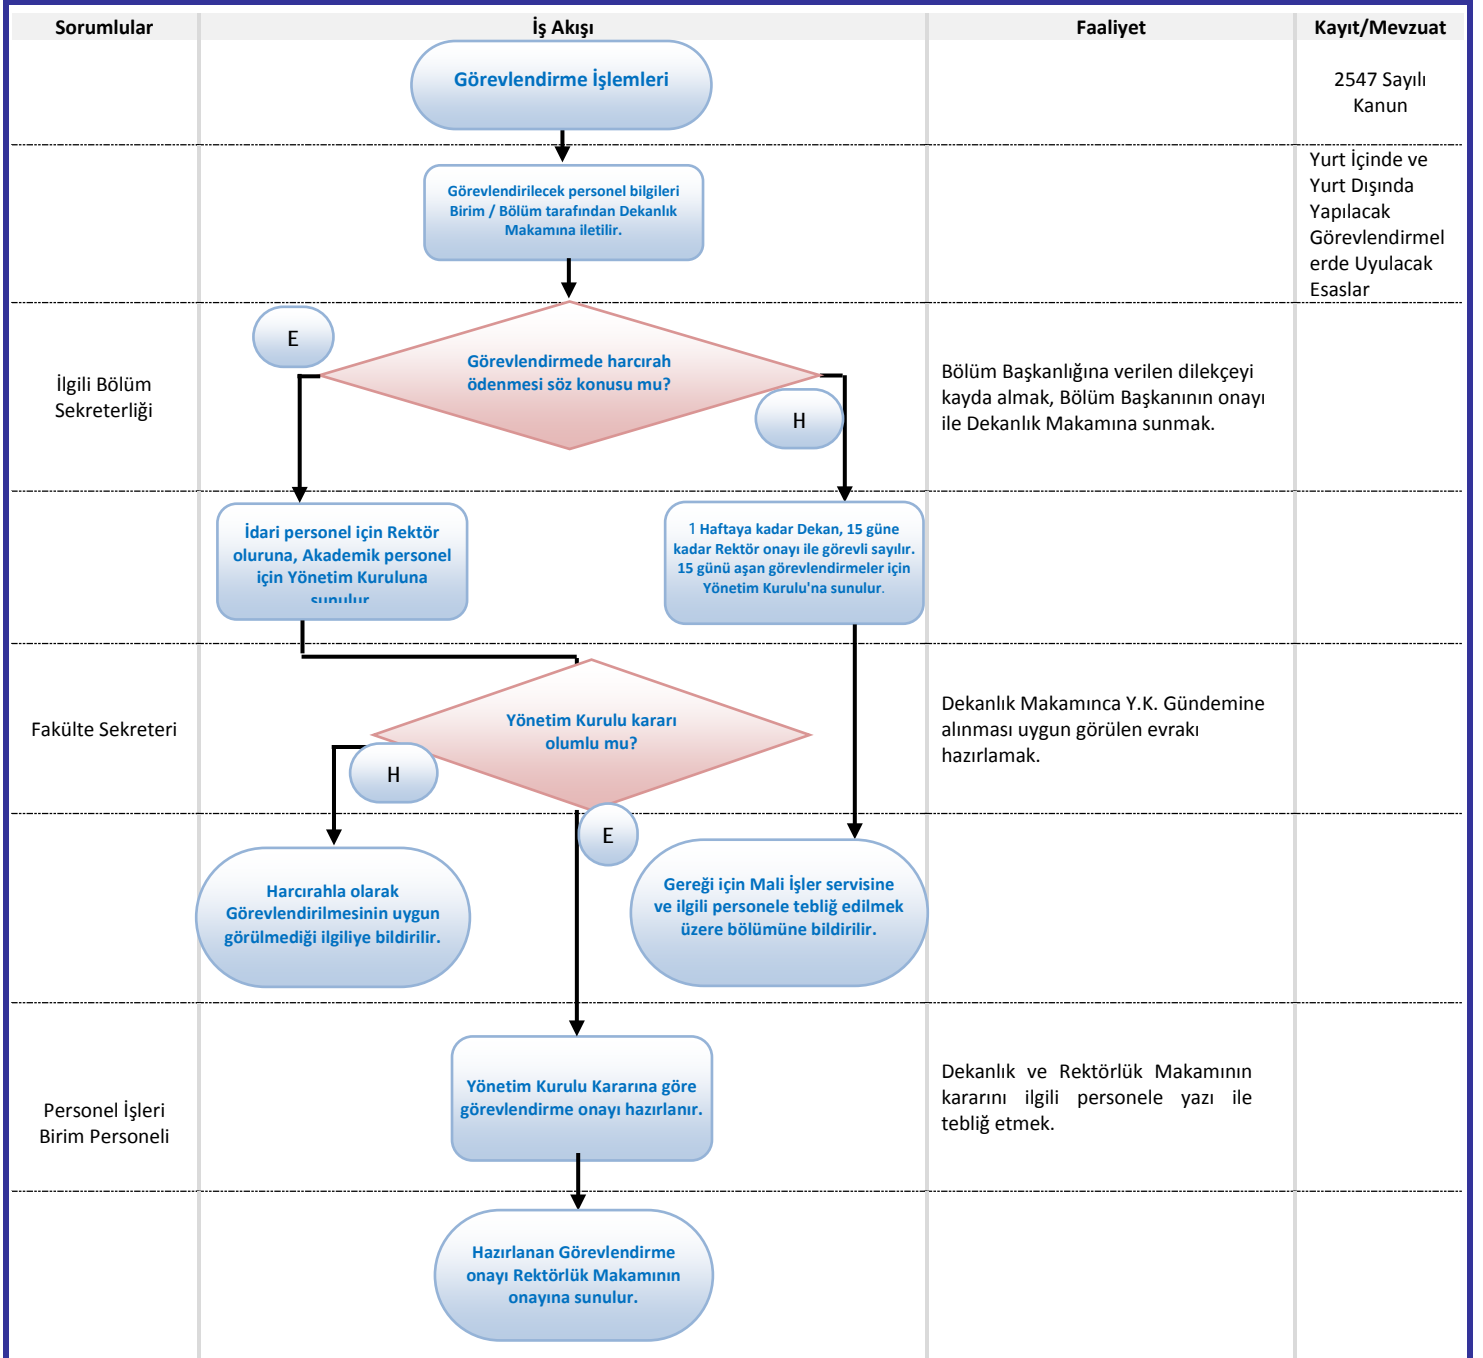 Sorumlular
İş Akışı
Faaliyet
Kayıt/Mevzuat
Görevlendirme İşlemleri
2547 Sayılı
Kanun
Görevlendirilecek personel bilgileri
Birim / Bölüm tarafından Dekanlık
Makamına iletilir.
Yurt İçinde ve
Yurt Dışında
Yapılacak
Görevlendirmel
erde Uyulacak
Esaslar
İlgili Bölüm
Sekreterliği
E
Görevlendirmede harcırah
ödenmesi söz konusu mu?
H
Bölüm Başkanlığına verilen dilekçeyi
kayda almak, Bölüm Başkanının onayı
ile Dekanlık Makamına sunmak.
İdari personel için Rektör
oluruna, Akademik personel
için Yönetim Kuruluna
sunulur
1 Haftaya kadar Dekan, 15 güne
kadar Rektör onayı ile görevli sayılır.
15 günü aşan görevlendirmeler için
Yönetim Kurulu'na sunulur.
Fakülte Sekreteri
Yönetim Kurulu kararı
olumlu mu?
H
E
Dekanlık Makamınca Y.K. Gündemine
alınması uygun görülen evrakı
hazırlamak.
Harcırahla olarak
Görevlendirilmesinin uygun
görülmediği ilgiliye bildirilir.
Gereği için Mali İşler servisine
ve ilgili personele tebliğ edilmek
üzere bölümüne bildirilir.
Personel İşleri
Birim Personeli
Yönetim Kurulu Kararına göre
görevlendirme onayı hazırlanır.
Dekanlık ve Rektörlük Makamının
kararını ilgili personele yazı ile
tebliğ etmek.
Hazırlanan Görevlendirme
onayı Rektörlük Makamının
onayına sunulur.